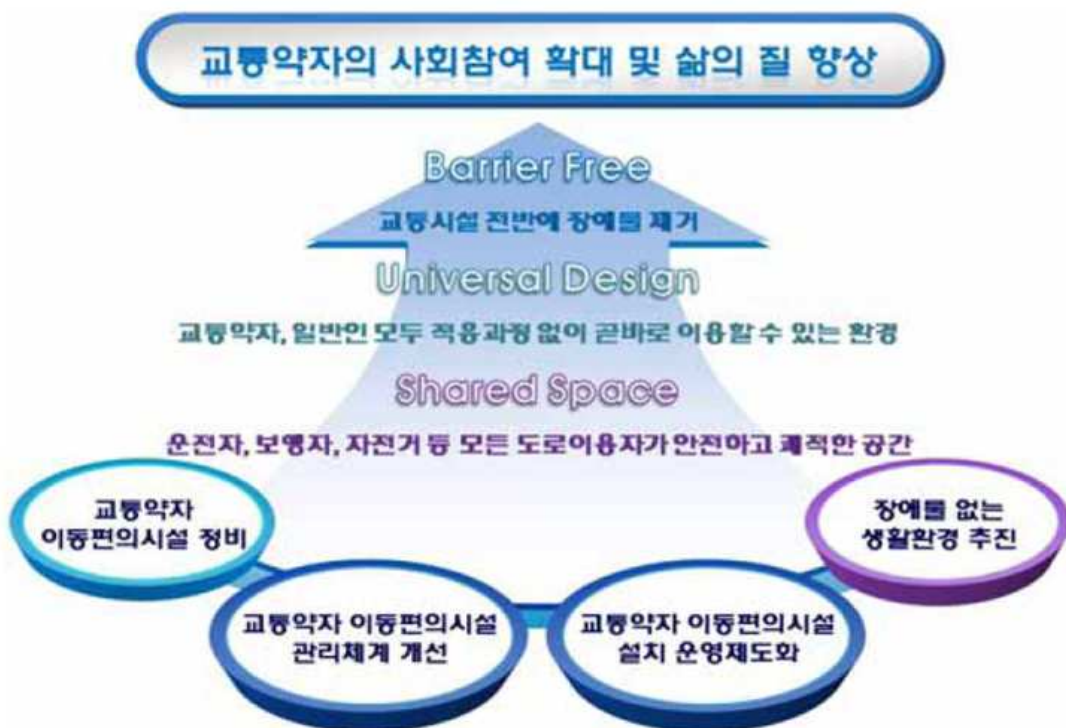 교통약자의 사회참여 확대 및 삶의 질 향상
Barrier Free
교통시설 전반에 장애물 제거
Universal Design
교통약자, 일반인 모두 적응과정 없이 곧바로 이용할 수 있는 환경
Shared Space
운전자, 보행자, 자전거 등 모든 도로이용자가 안전하고 쾌적한 공간
교통약자
이동편의시설 정비
교통약자 이동편의시설
관리체계 개선
교통약자 이동편의시설
설치 운영제도화
장애물 없는
생활환경 추진